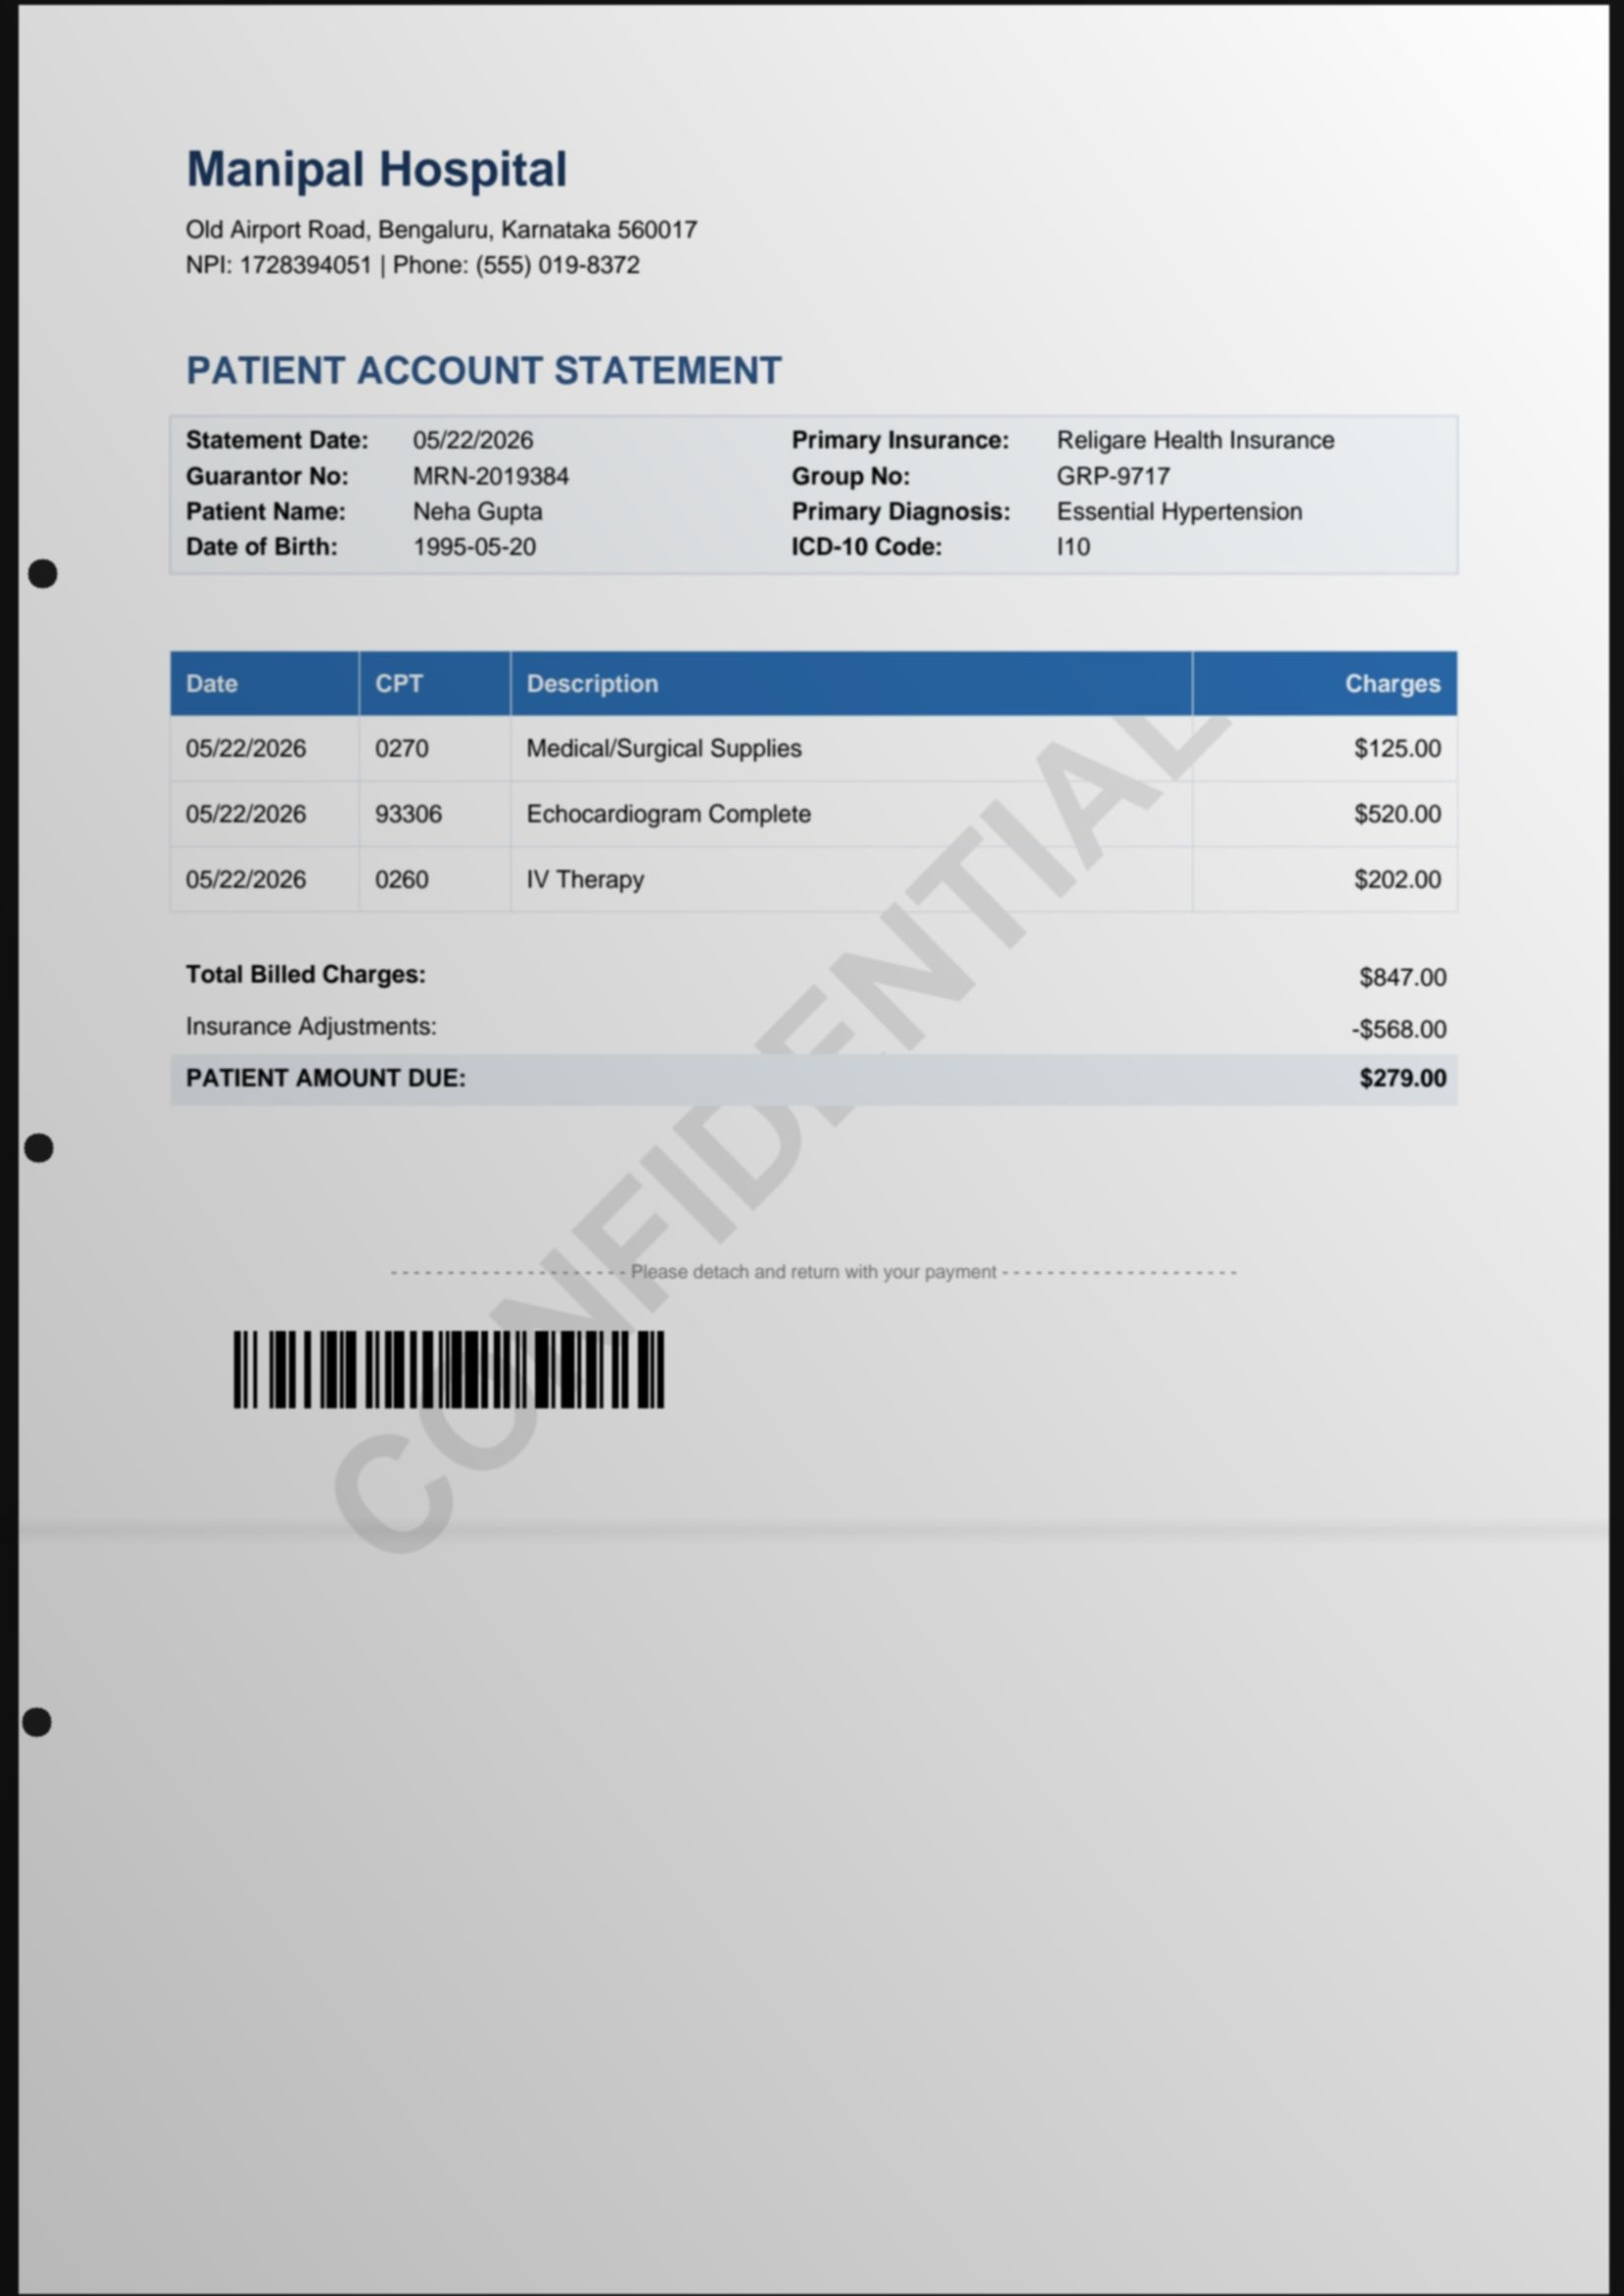 Manipal Hospital
Old Airport Road, Bengaluru, Karnataka 560017
NPI: 1728394051 | Phone: (555) 019-8372
PATIENT ACCOUNT STATEMENT
Statement Date: 05/22/2026 Primary Insurance: Religare Health Insurance
Guarantor No: MRN-2019384 Group No: GRP-9717
Patient Name: Neha Gupta Primary Diagnosis: Essential Hypertension
Date of Birth: 1995-05-20 ICD-10 Code: I10
Date CPT Description Charges
05/22/2026 0270 Medical/Surgical Supplies $125.00
05/22/2026 93306 Echocardiogram Complete $520.00
05/22/2026 0260 IV Therapy $202.00
Total Billed Charges: $847.00
Insurance Adjustments: -$568.00
PATIENT AMOUNT DUE: $279.00
- - - - - - - - - - - - - - - - - - - - - Please detach and return with your payment - - - - - - - - - - - - - - - - - - - - -
CONFIDENTIAL